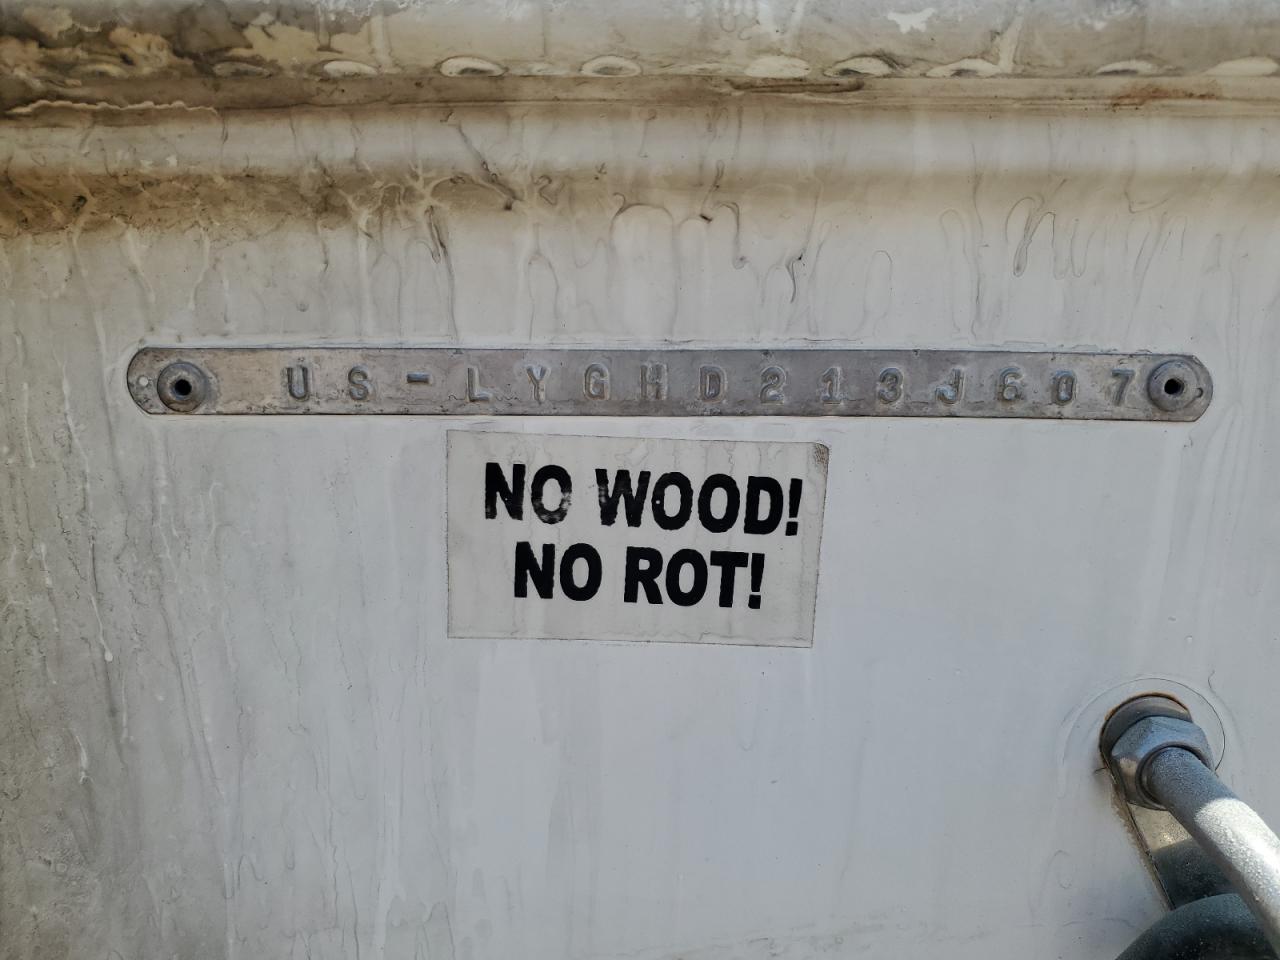 US-LYGHD213J607
NO WOOD!
NO ROT!